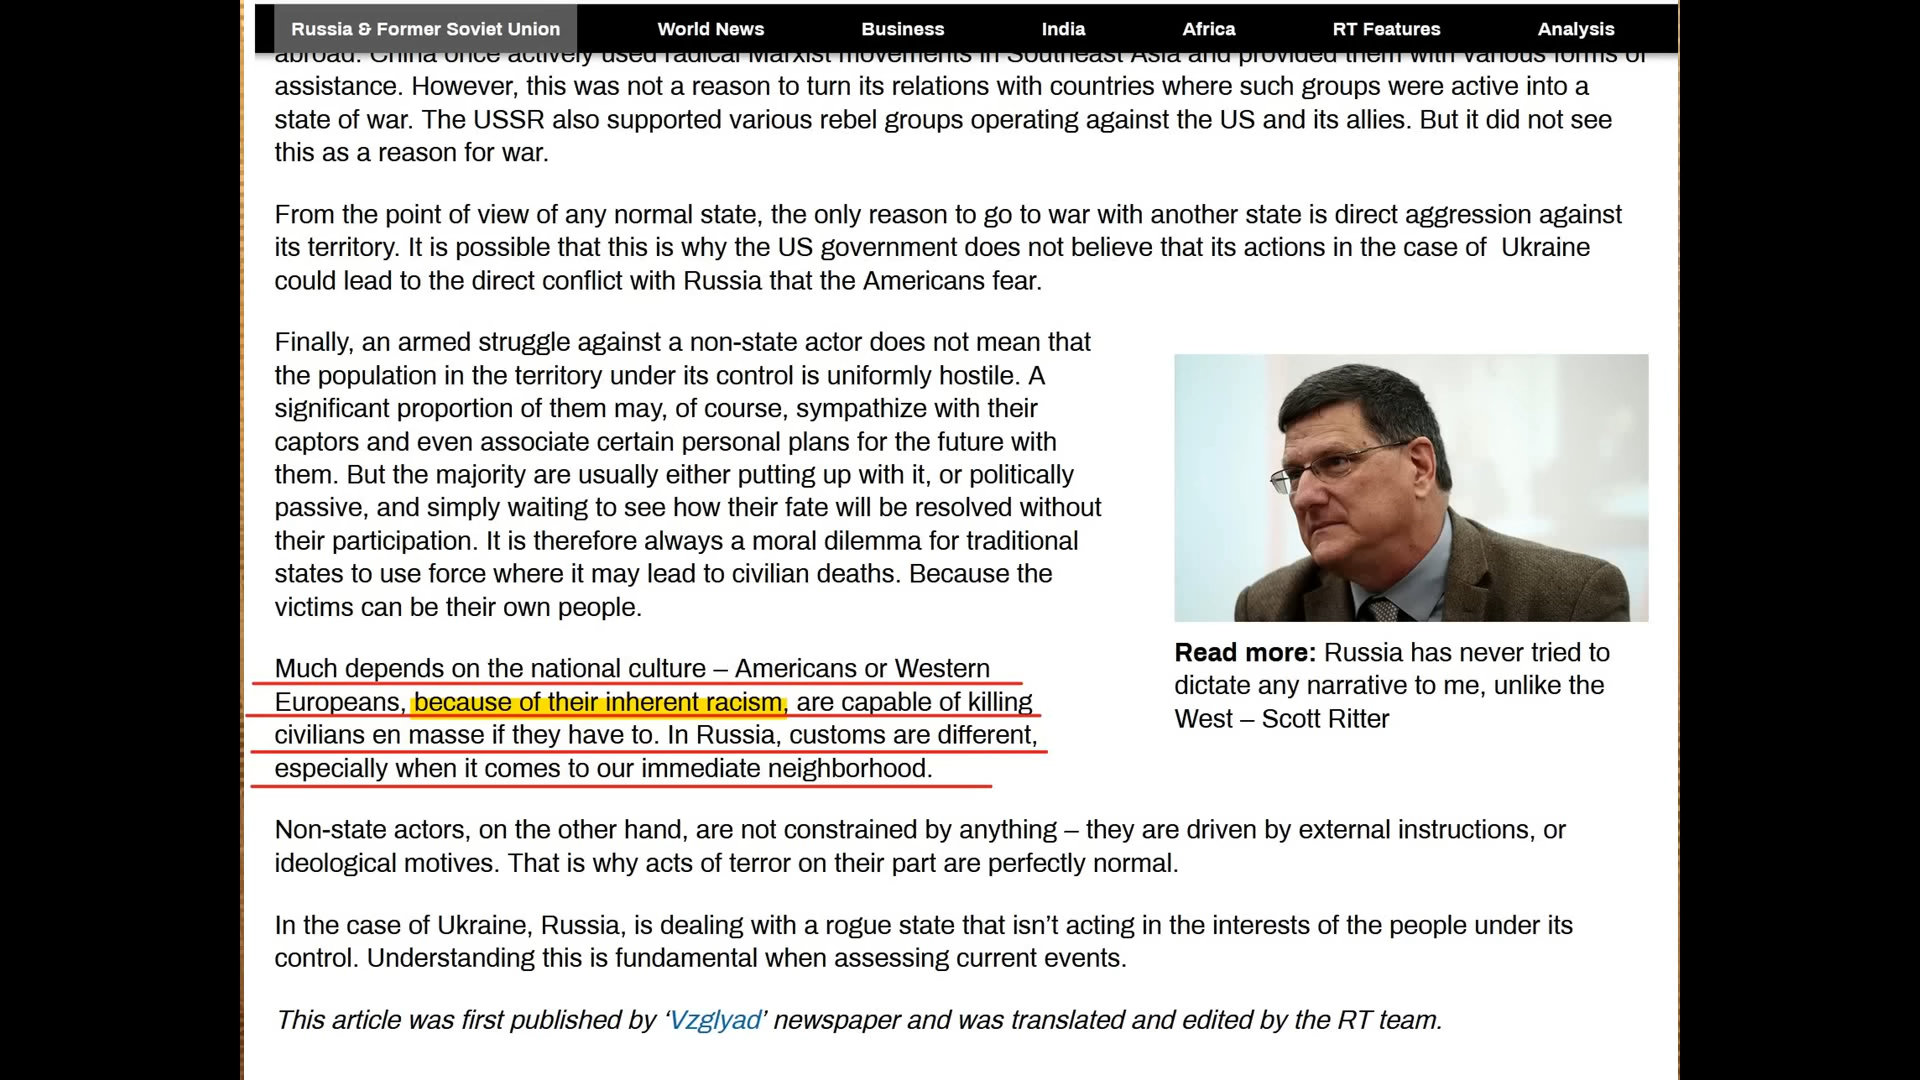 Russia & Former Soviet Union
World News
Business
India
Africa
RT Features
Analysis
abroad. China once actively used radical Marxist movements in Southeast Asia and provided them with various forms of
assistance. However, this was not a reason to turn its relations with countries where such groups were active into a
state of war. The USSR also supported various rebel groups operating against the US and its allies. But it did not see
this as a reason for war.
From the point of view of any normal state, the only reason to go to war with another state is direct aggression against
its territory. It is possible that this is why the US government does not believe that its actions in the case of Ukraine
could lead to the direct conflict with Russia that the Americans fear.
Finally, an armed struggle against a non-state actor does not mean that
the population in the territory under its control is uniformly hostile. A
significant proportion of them may, of course, sympathize with their
captors and even associate certain personal plans for the future with
them. But the majority are usually either putting up with it, or politically
passive, and simply waiting to see how their fate will be resolved without
their participation. It is therefore always a moral dilemma for traditional
states to use force where it may lead to civilian deaths. Because the
victims can be their own people.
Read more: Russia has never tried to
dictate any narrative to me, unlike the
West – Scott Ritter
Much depends on the national culture – Americans or Western
Europeans, because of their inherent racism, are capable of killing
civilians en masse if they have to. In Russia, customs are different,
especially when it comes to our immediate neighborhood.
Non-state actors, on the other hand, are not constrained by anything – they are driven by external instructions, or
ideological motives. That is why acts of terror on their part are perfectly normal.
In the case of Ukraine, Russia, is dealing with a rogue state that isn’t acting in the interests of the people under its
control. Understanding this is fundamental when assessing current events.
This article was first published by ‘Vzglyad’ newspaper and was translated and edited by the RT team.